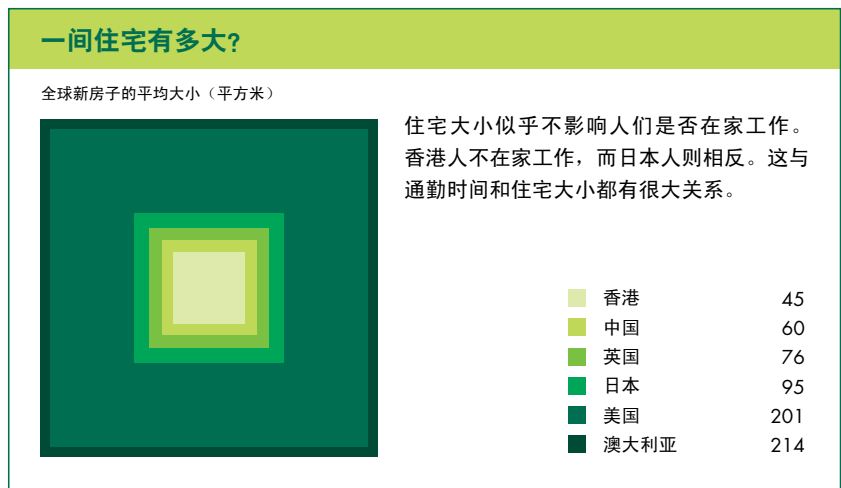 一间住宅有多大?
全球新房子的平均大小（平方米）
住宅大小似乎不影响人们是否在家工作。
香港人不在家工作，而日本人则相反。这与
通勤时间和住宅大小都有很大关系。
香港 45
中国 60
英国 76
日本 95
美国 201
澳大利亚 214